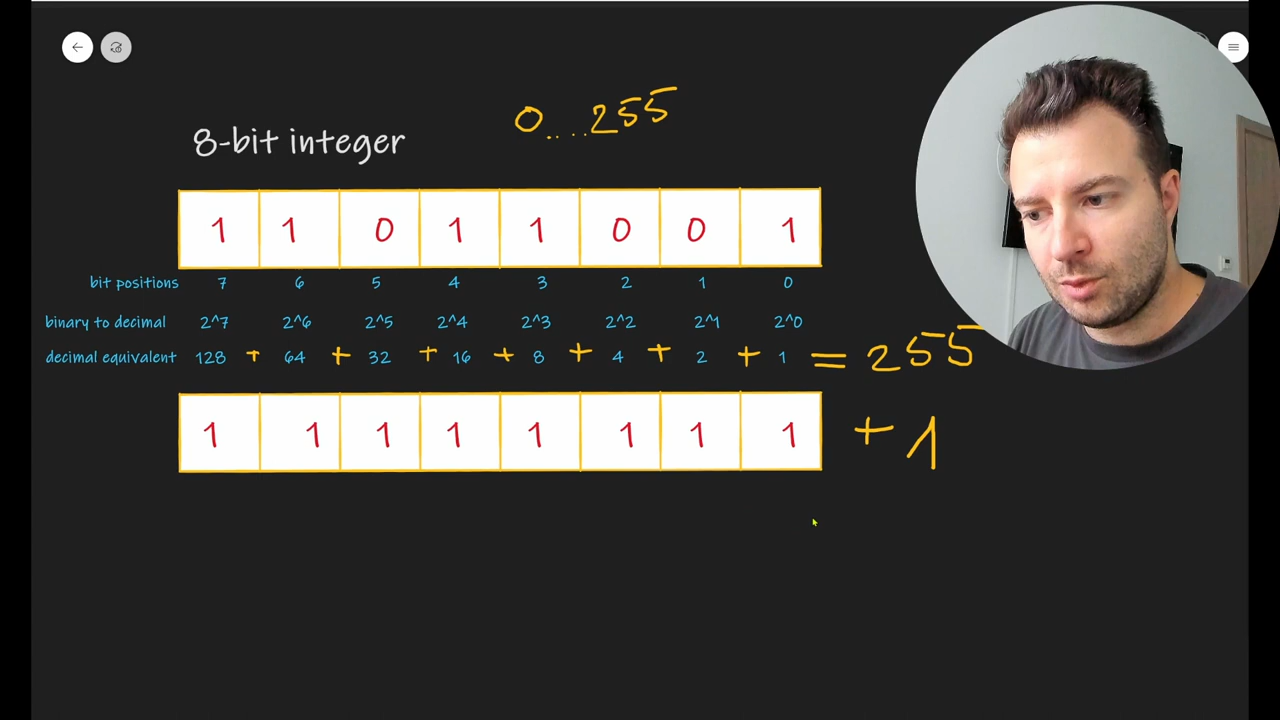 0....255
8-bit integer
1 1 0 1 1 0 0 1
bit positions 7 6 5 4 3 2 1 0
binary to decimal 2^7 2^6 2^5 2^4 2^3 2^2 2^1 2^0
decimal equivalent 128 + 64 + 32 + 16 + 8 + 4 + 2 + 1 = 255
1 1 1 1 1 1 1 1 + 1